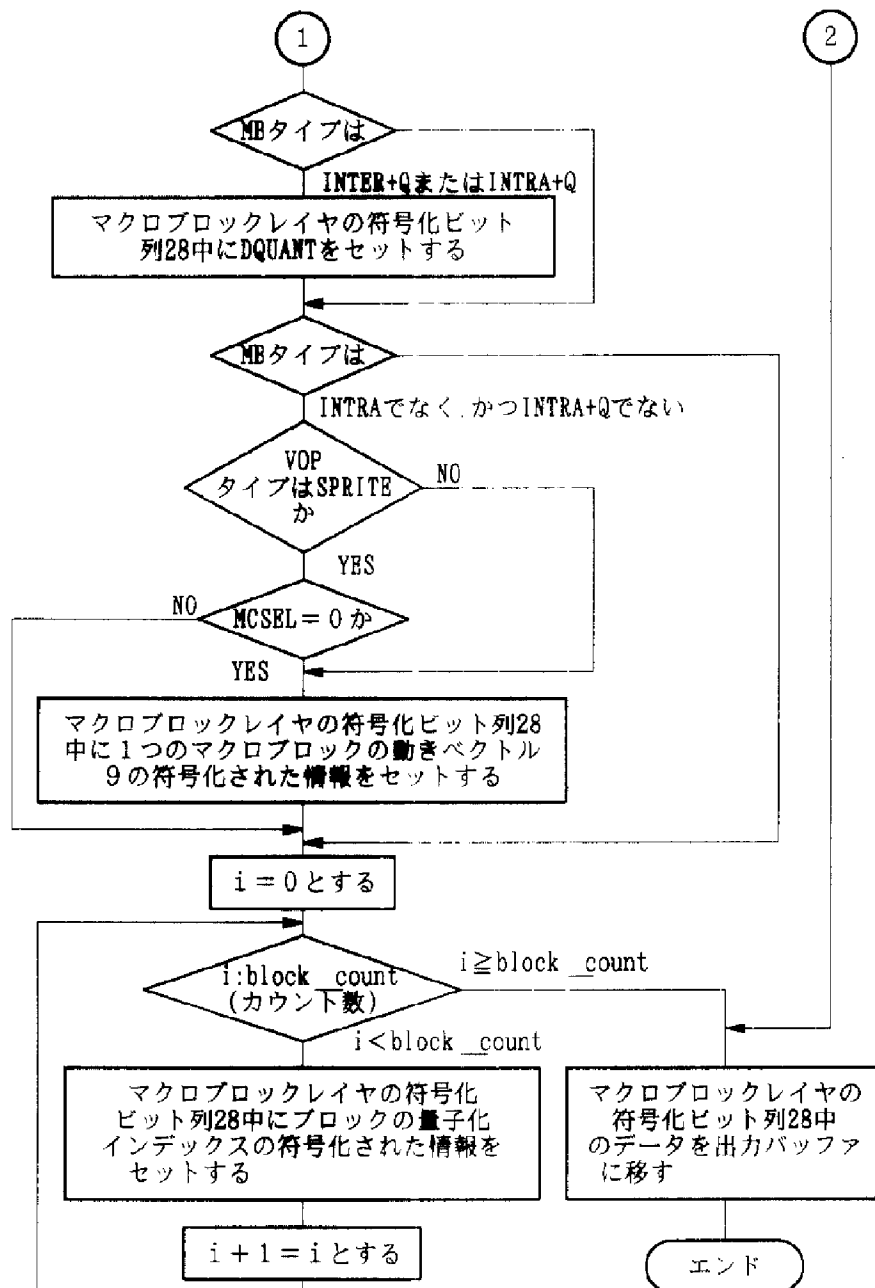 1
2
MBタイプは
INTER+QまたはINTRA+Q
マクロブロックレイヤの符号化ビット
列28中にDQUANTをセットする
MBタイプは
INTRAでなく,かつINTRA+Qでない
VOP
タイプはSPRITE
か
NO
YES
NO
MCSEL=0か
YES
マクロブロックレイヤの符号化ビット列28
中に1つのマクロブロックの動きベクトル
9の符号化された情報をセットする
i=0とする
i:block_count
(カウント数)
i≧block_count
i<block_count
マクロブロックレイヤの符号化
ビット列28中にブロックの量子化
インデックスの符号化された情報を
セットする
マクロブロックレイヤの
符号化ビット列28中
のデータを出力バッファ
に移す
i+1=iとする
エンド